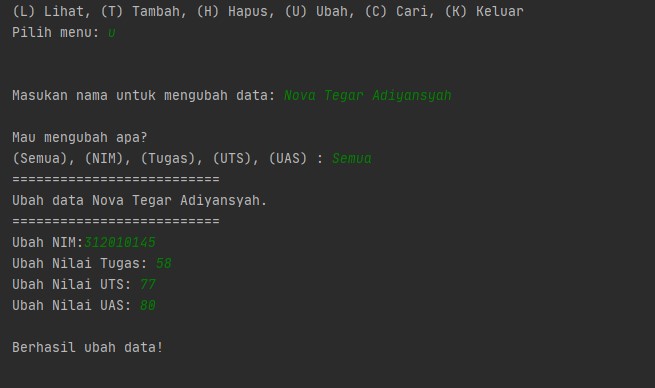 (L) Lihat, (T) Tambah, (H) Hapus, (U) Ubah, (C) Cari, (K) Keluar
Pilih menu: u
Masukan nama untuk mengubah data: Nova Tegar Adiyansyah
Mau mengubah apa?
(Semua), (NIM), (Tugas), (UTS), (UAS) : Semua
==========================
Ubah data Nova Tegar Adiyansyah.
==========================
Ubah NIM:312010145
Ubah Nilai Tugas: 58
Ubah Nilai UTS: 77
Ubah Nilai UAS: 80
Berhasil ubah data!